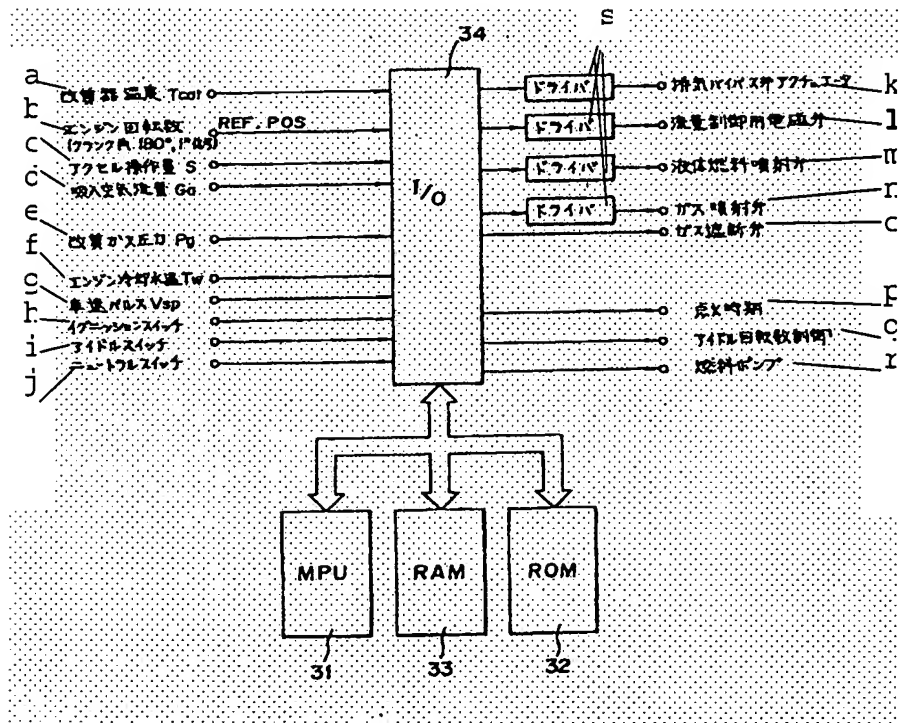 S
34
a
改質器温度 Tcat
b
エンジン回転数 REF. POS
(クランク角 180°, 1°
c
アクセル操作量 S
d
吸入空気流量 Ga
e
改質ガス圧力 Pg
f
エンジン冷却水温 Tw
g
車速パルス Vsp
h
イグニッションスイッチ
i
アイドルスイッチ
j
ニュートラルスイッチ
I/O
ドライバ
排気バイパス弁アクチュエータ
k
ドライバ
流量制御用電磁弁
l
ドライバ
液体燃料噴射弁
m
ドライバ
ガス噴射弁
n
ガス遮断弁
o
点火時期
p
アイドル回転数制御
q
燃料ポンプ
r
MPU
RAM
ROM
31
33
32